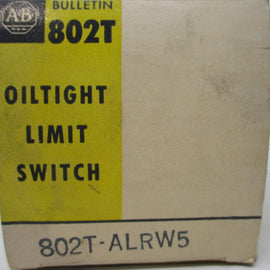 AB
BULLETIN
802T
OILTIGHT
LIMIT
SWITCH
802T-ALRW5